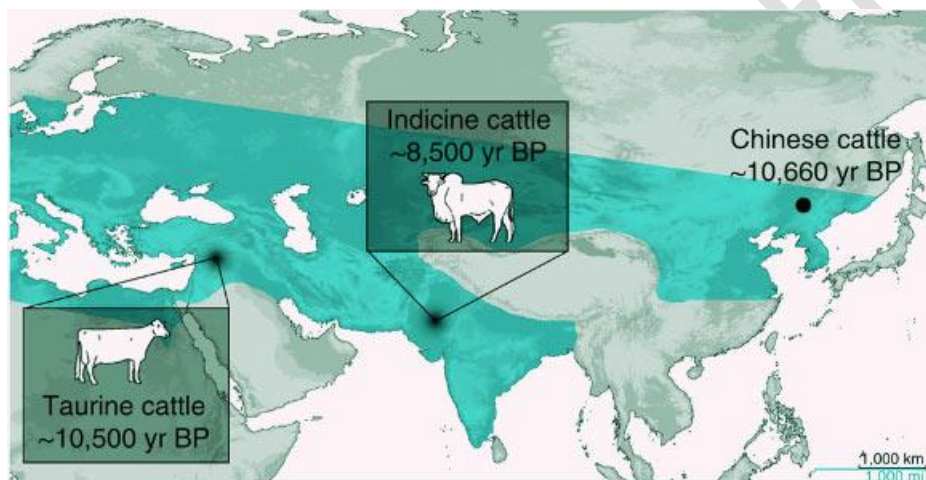 Indicine cattle
~8,500 yr BP
Chinese cattle
~10,660 yr BP
Taurine cattle
~10,500 yr BP
1,000 km
1,000 mi